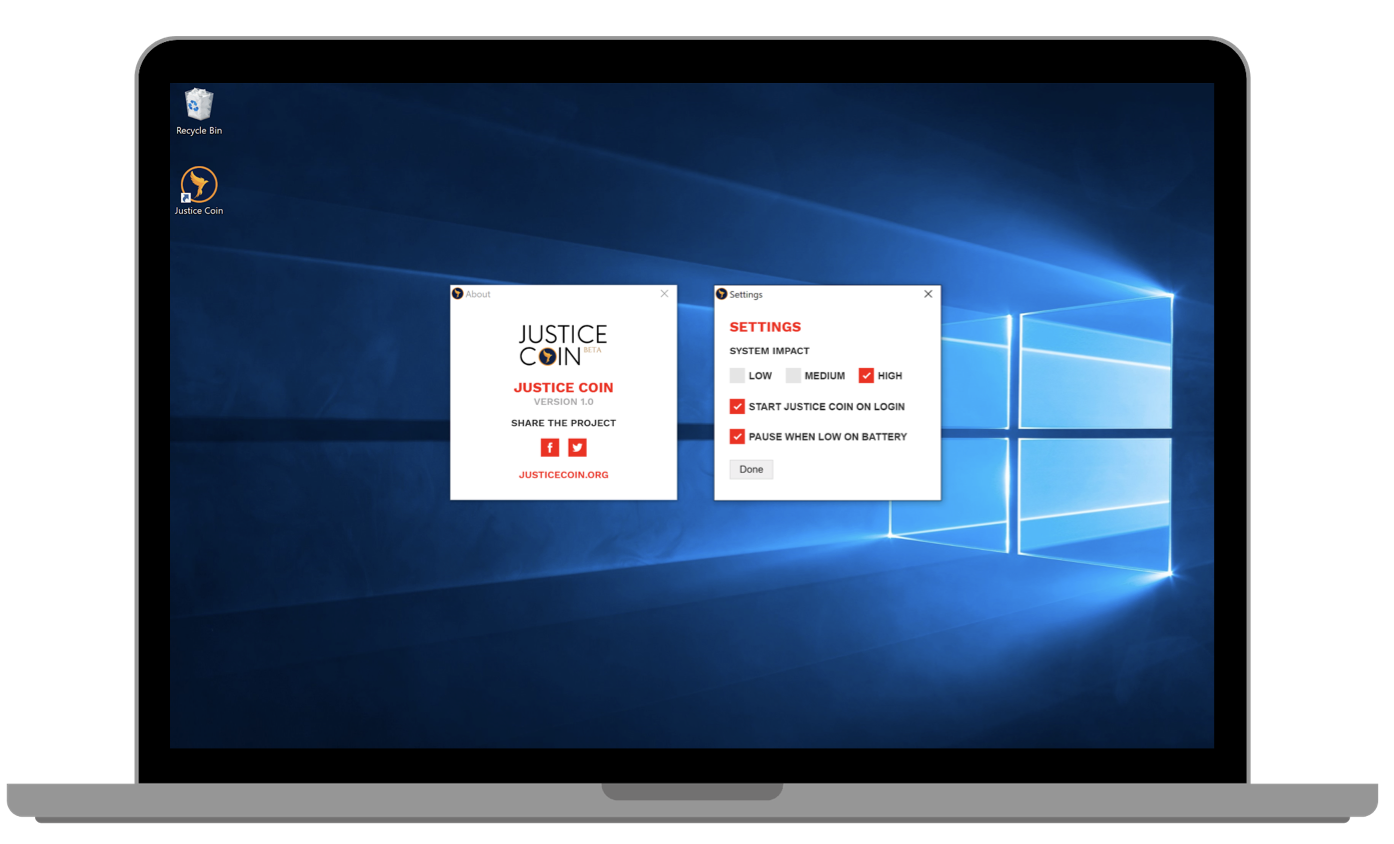 Recycle Bin
Justice Coin
About
JUSTICE
COIN BETA
JUSTICE COIN
VERSION 1.0
SHARE THE PROJECT
JUSTICECOIN.ORG
Settings
SETTINGS
SYSTEM IMPACT
LOW MEDIUM HIGH
START JUSTICE COIN ON LOGIN
PAUSE WHEN LOW ON BATTERY
Done